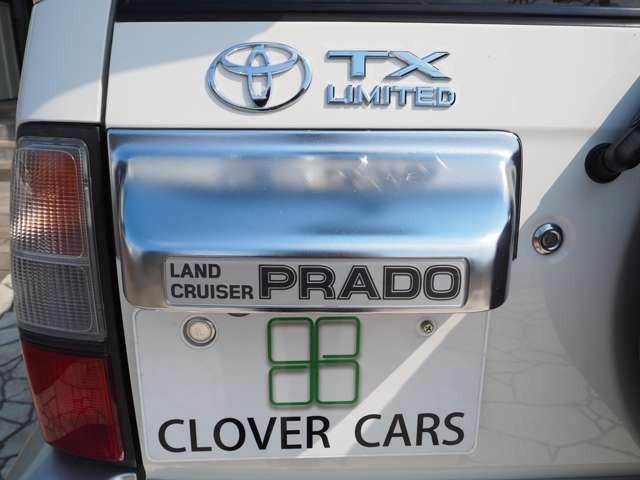 TX
LIMITED
LAND
CRUISER PRADO
CLOVER CARS